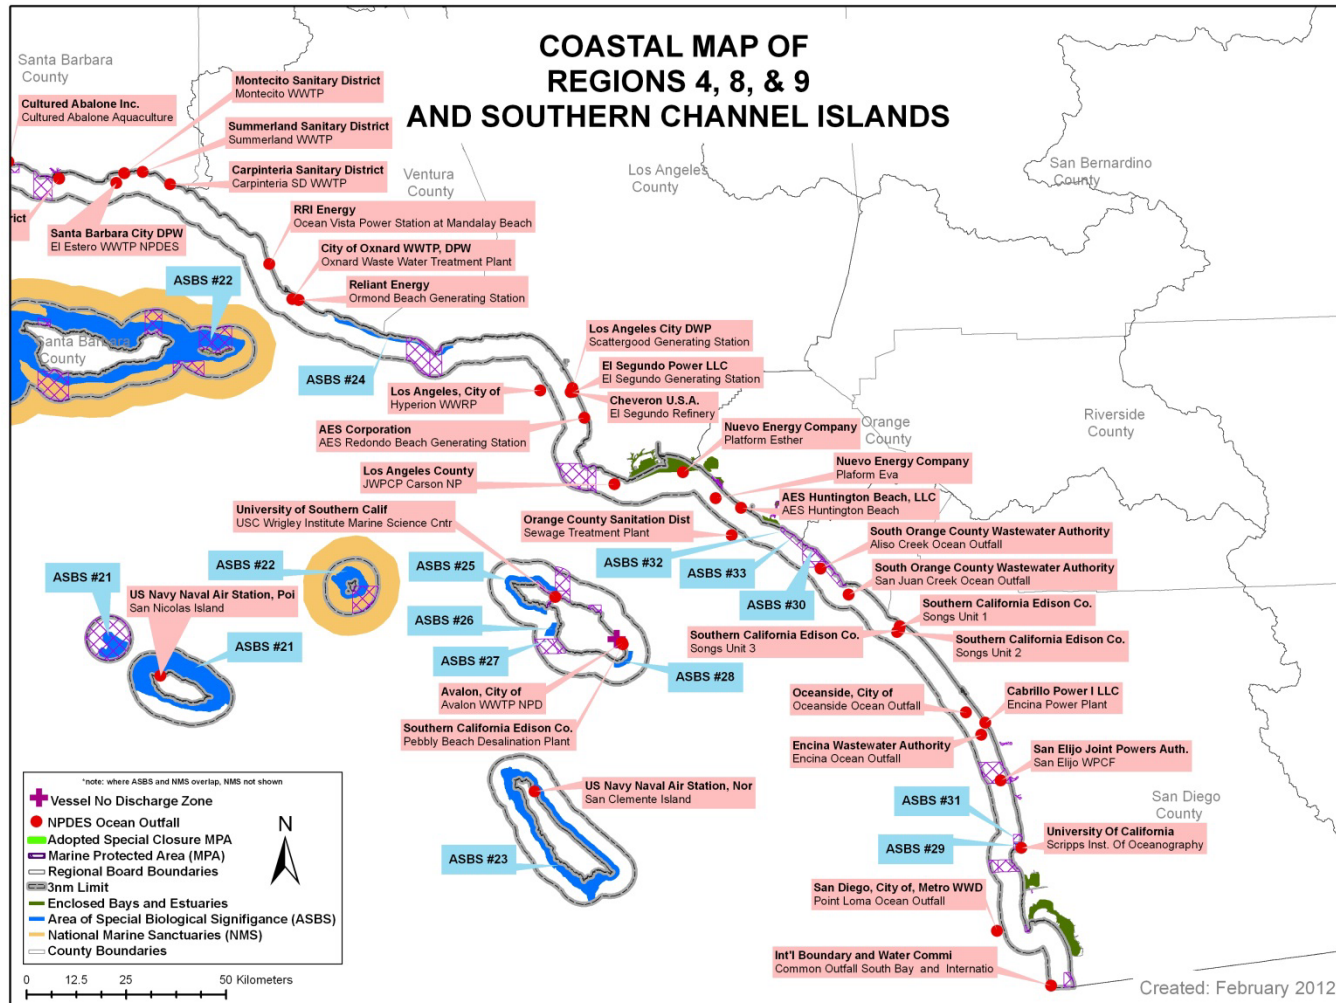 COASTAL MAP OF
REGIONS 4, 8, & 9
AND SOUTHERN CHANNEL ISLANDS
Santa Barbara
County
Cultured Abalone Inc.
Cultured Abalone Aquaculture
Montecito Sanitary District
Montecito WWTP
Summerland Sanitary District
Summerland WWTP
Carpinteria Sanitary District
Carpinteria SD WWTP
Ventura
County
Los Angeles
County
San Bernardino
County
rict
Santa Barbara City DPW
El Estero WWTP NPDES
RRI Energy
Ocean Vista Power Station at Mandalay Beach
City of Oxnard WWTP, DPW
Oxnard Waste Water Treatment Plant
Reliant Energy
Ormond Beach Generating Station
ASBS #22
Santa Barbara
County
ASBS #24
Los Angeles City DWP
Scattergood Generating Station
El Segundo Power LLC
El Segundo Generating Station
Los Angeles, City of
Hyperion WWRP
Cheveron U.S.A.
El Segundo Refinery
AES Corporation
AES Redondo Beach Generating Station
Nuevo Energy Company
Platform Esther
Orange
County
Riverside
County
Los Angeles County
JWPCP Carson NP
Nuevo Energy Company
Plaform Eva
AES Huntington Beach, LLC
AES Huntington Beach
University of Southern Calif
USC Wrigley Institute Marine Science Cntr
Orange County Sanitation Dist
Sewage Treatment Plant
South Orange County Wastewater Authority
Aliso Creek Ocean Outfall
ASBS #32
ASBS #33
ASBS #30
South Orange County Wastewater Authority
San Juan Creek Ocean Outfall
ASBS #21
ASBS #22
ASBS #25
US Navy Naval Air Station, Poi
San Nicolas Island
ASBS #26
Southern California Edison Co.
Songs Unit 1
Southern California Edison Co.
Songs Unit 3
Southern California Edison Co.
Songs Unit 2
ASBS #21
ASBS #27
ASBS #28
Avalon, City of
Avalon WWTP NPD
Oceanside, City of
Oceanside Ocean Outfall
Cabrillo Power I LLC
Encina Power Plant
Southern California Edison Co.
Pebbly Beach Desalination Plant
Encina Wastewater Authority
Encina Ocean Outfall
San Elijo Joint Powers Auth.
San Elijo WPCF
US Navy Naval Air Station, Nor
San Clemente Island
ASBS #31
San Diego
County
ASBS #23
ASBS #29
University Of California
Scripps Inst. Of Oceanography
San Diego, City of, Metro WWD
Point Loma Ocean Outfall
Int'l Boundary and Water Commi
Common Outfall South Bay and Internatio
*note: where ASBS and NMS overlap, NMS not shown
Vessel No Discharge Zone
NPDES Ocean Outfall
Adopted Special Closure MPA
Marine Protected Area (MPA)
Regional Board Boundaries
3nm Limit
Enclosed Bays and Estuaries
Area of Special Biological Signifigance (ASBS)
National Marine Sanctuaries (NMS)
County Boundaries
N
0 12.5 25 50 Kilometers
Created: February 2012